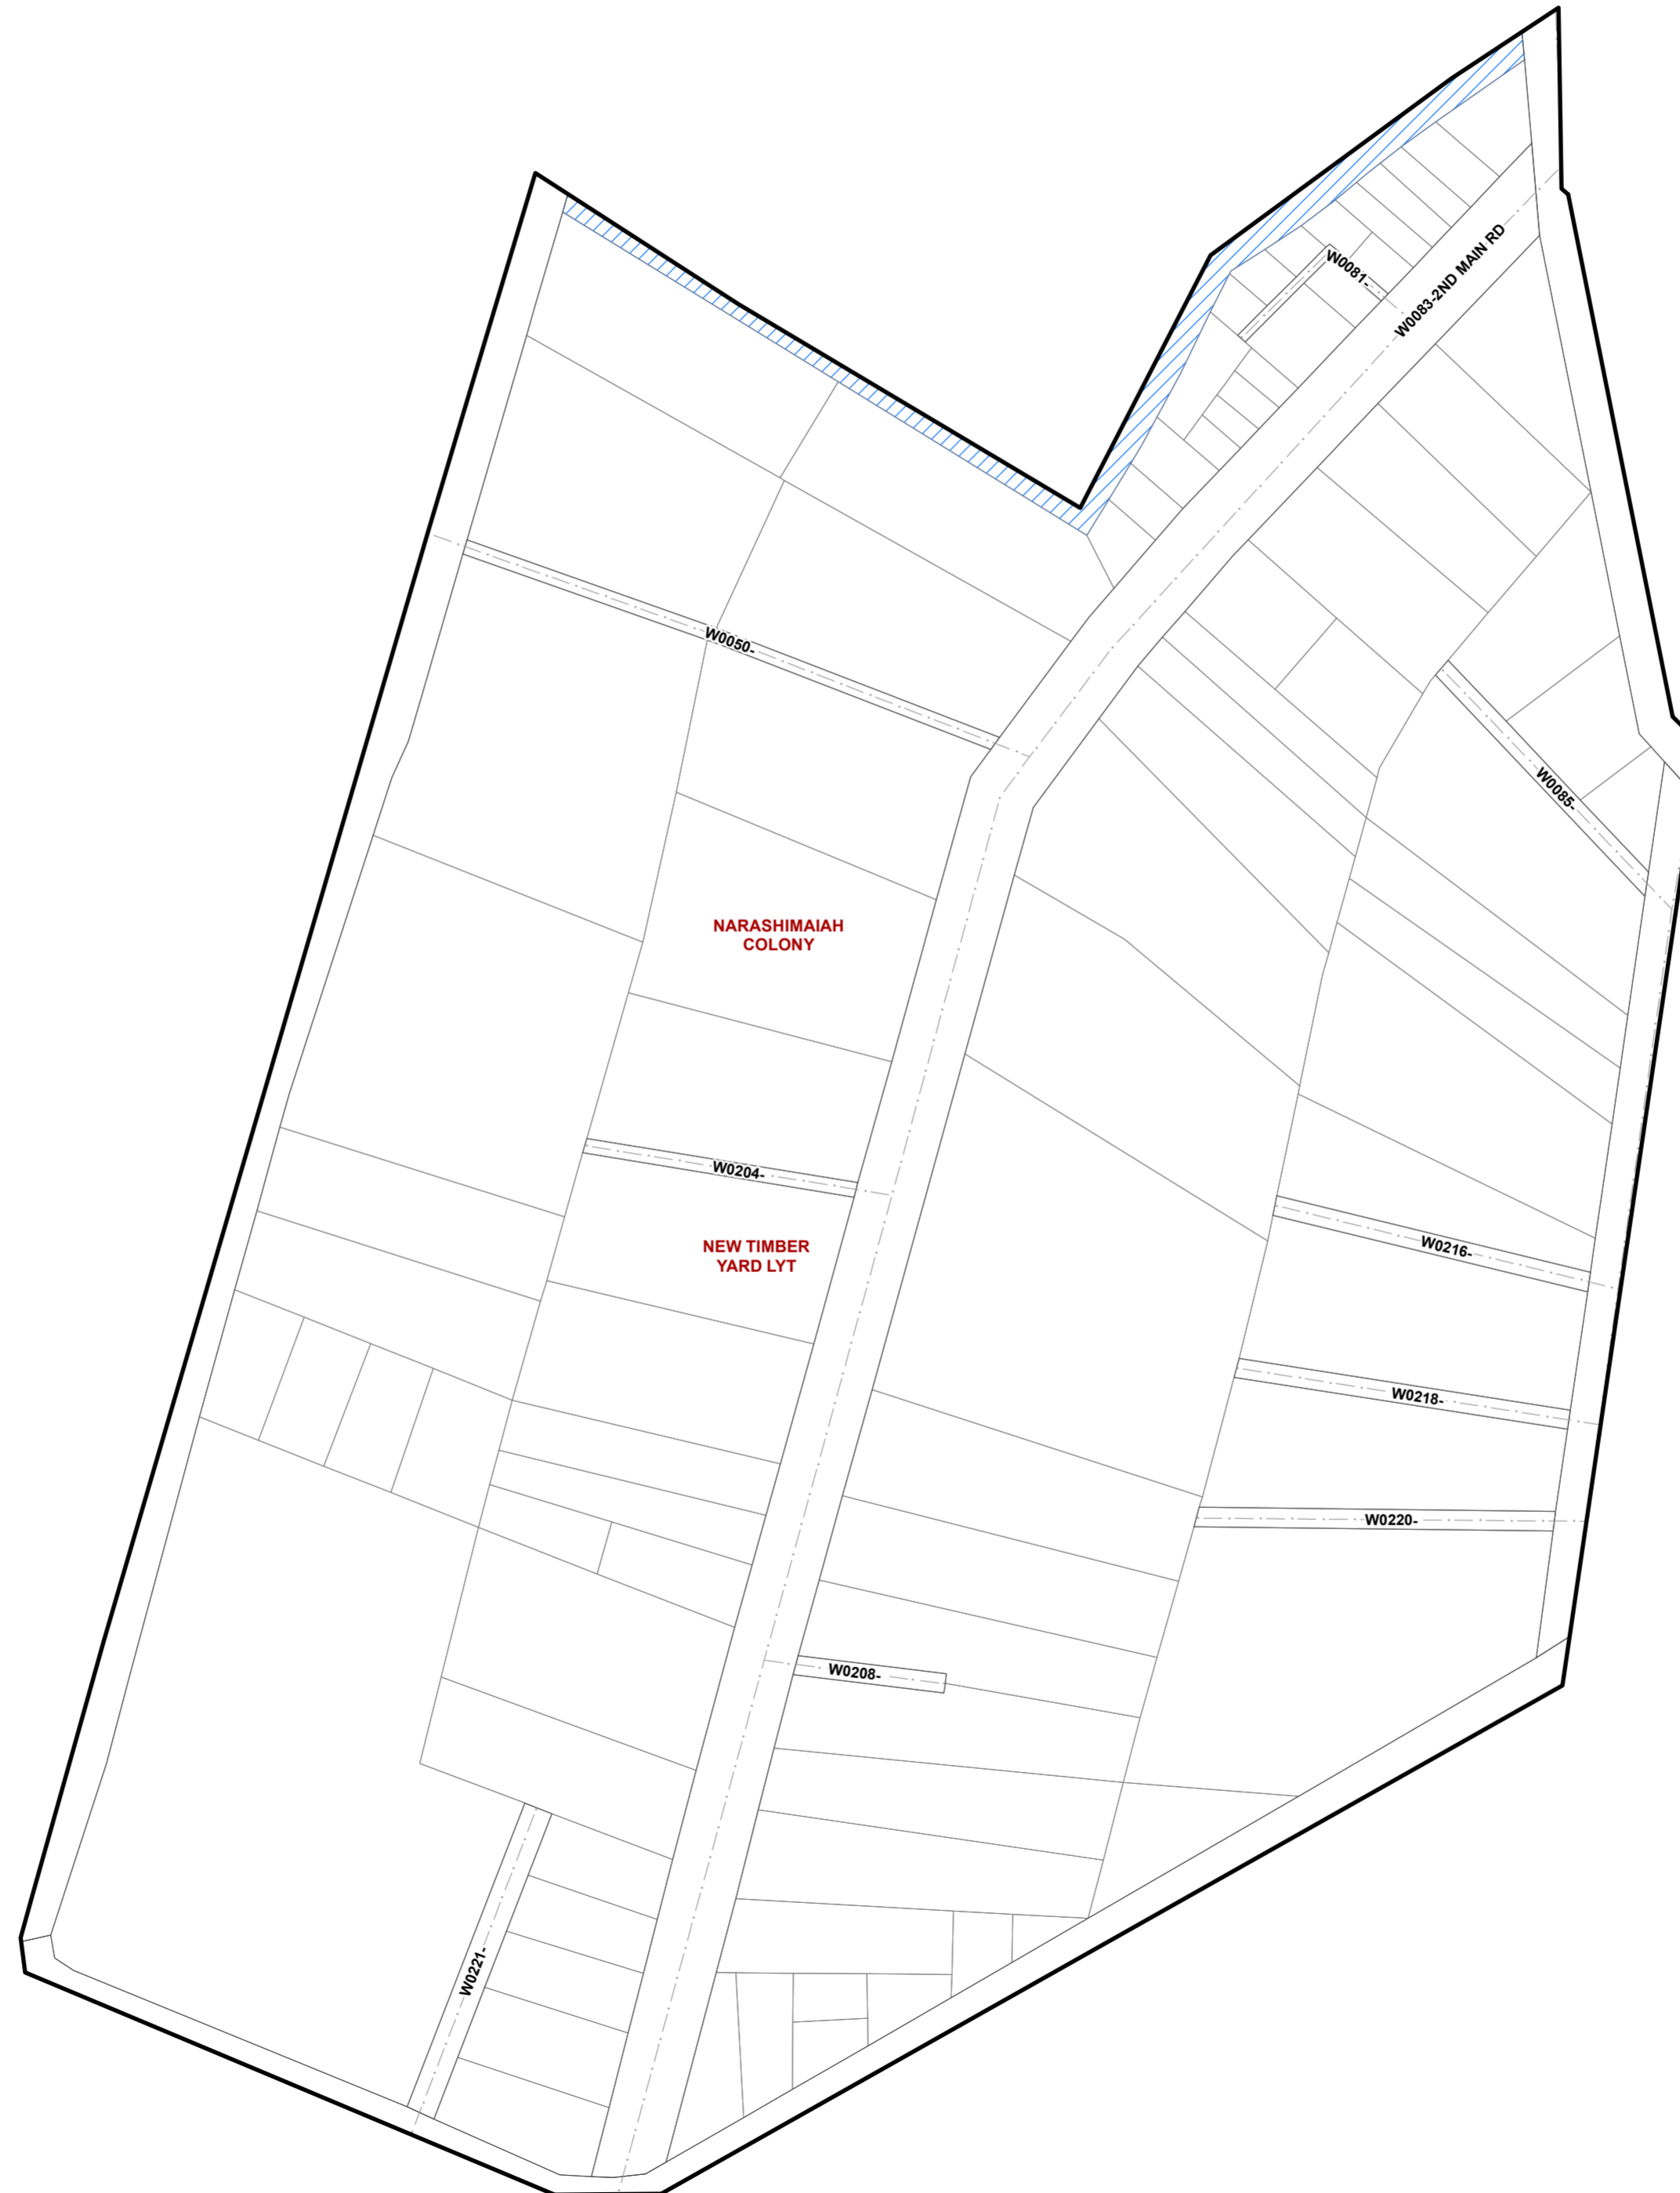 W0081-
W0083-2ND MAIN RD
W0050-
W0085-
NARASHIMAIAH
COLONY
W0204-
NEW TIMBER
YARD LYT
W0216-
W0218-
W0220-
W0208-
W0221-